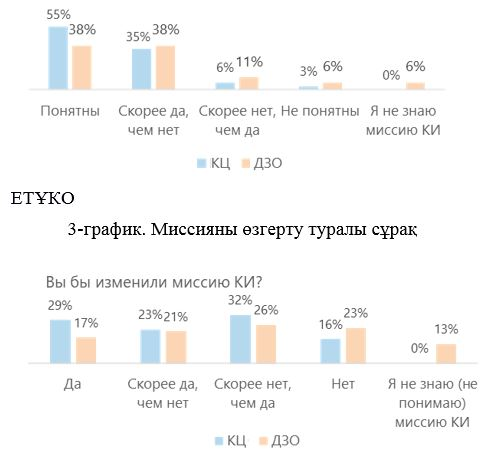 55%
38%
35%
38%
6%
11%
3%
6%
0%
6%
Понятны
Скорее да,
чем нет
Скорее нет,
чем да
Не понятны
Я не знаю
миссию КИ
КЦ
ДЗО
ЕТҰКО
3-график. Миссияны өзгерту туралы сұрақ
Вы бы изменили миссию КИ?
29%
17%
23%
21%
32%
26%
16%
23%
0%
13%
Да
Скорее да,
чем нет
Скорее нет,
чем да
Нет
Я не знаю (не
понимаю)
миссию КИ
КЦ
ДЗО